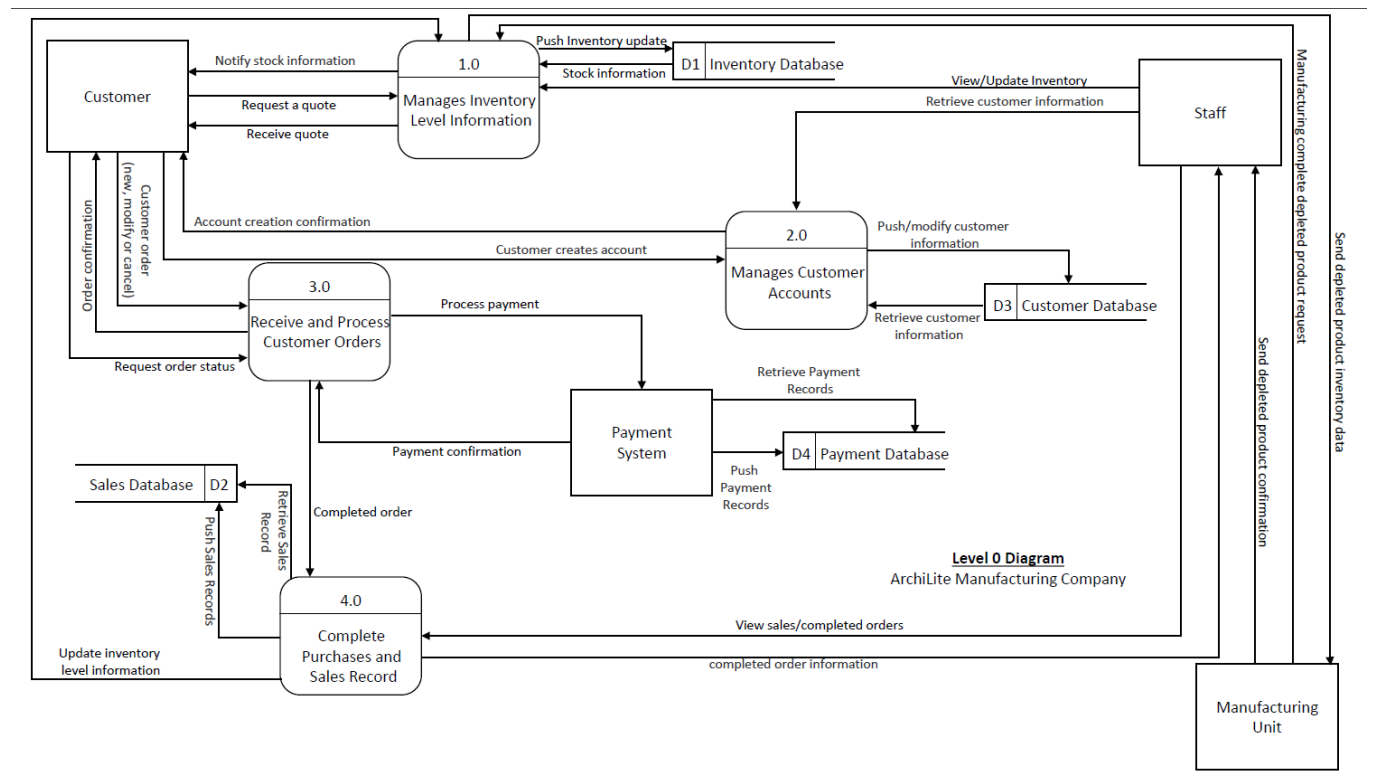 Push Inventory update
Notify stock information
1.0
D1
Inventory Database
Stock information
View/Update Inventory
Customer
Request a quote
Manages Inventory
Level Information
Retrieve customer information
Staff
Receive quote
Manufacturing complete depleted product request
Customer order
(new, modify or cancel)
Order confirmation
Account creation confirmation
2.0
Push/modify customer
information
Customer creates account
Manages Customer
Accounts
Send depleted product inventory data
3.0
Process payment
D3
Customer Database
Receive and Process
Customer Orders
Retrieve customer
information
Request order status
Send depleted product confirmation
Retrieve Payment
Records
Payment
System
Payment confirmation
D4
Payment Database
Push
Payment
Records
Sales Database
D2
Retrieve Sales
Record
Completed order
Push Sales Records
Level 0 Diagram
ArchiLite Manufacturing Company
4.0
View sales/completed orders
Complete
Purchases and
Sales Record
Update inventory
level information
completed order information
Manufacturing
Unit